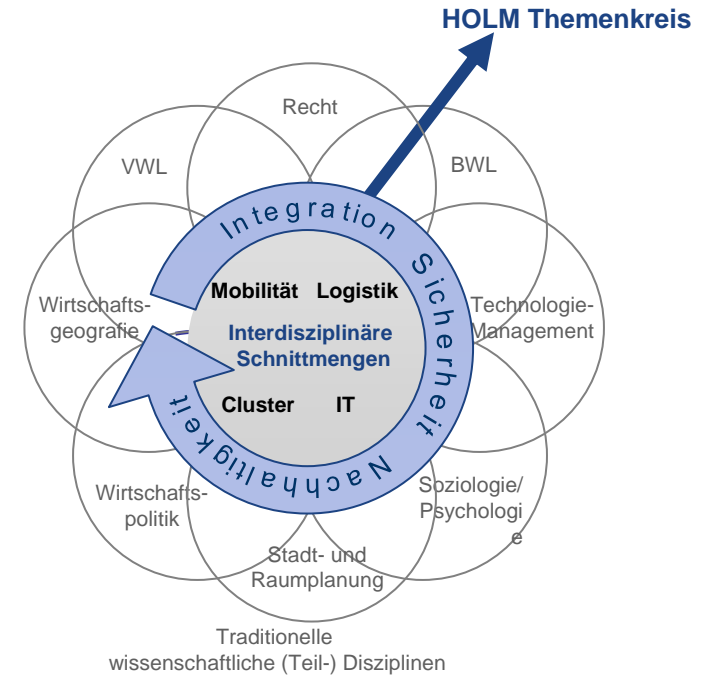 HOLM Themenkreis
Recht
VWL
BWL
Integration Sicherheit Nachhaltigkeit
Mobilität Logistik
Wirtschafts-
geografie
Technologie-
Management
Interdisziplinäre
Schnittmengen
Cluster IT
Wirtschafts-
politik
Soziologie/
Psychologi
e
Stadt- und
Raumplanung
Traditionelle
wissenschaftliche (Teil-) Disziplinen